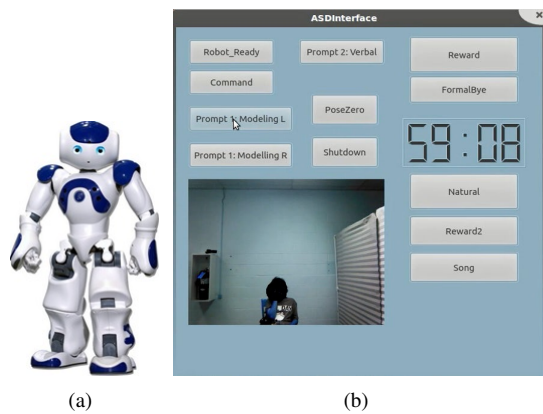 ASDInterface
Robot_Ready
Prompt 2: Verbal
Reward
Command
FormalBye
PoseZero
Prompt 1: Modeling L
59:08
Prompt 1: Modelling R
Shutdown
Natural
Reward2
Song
(a)
(b)